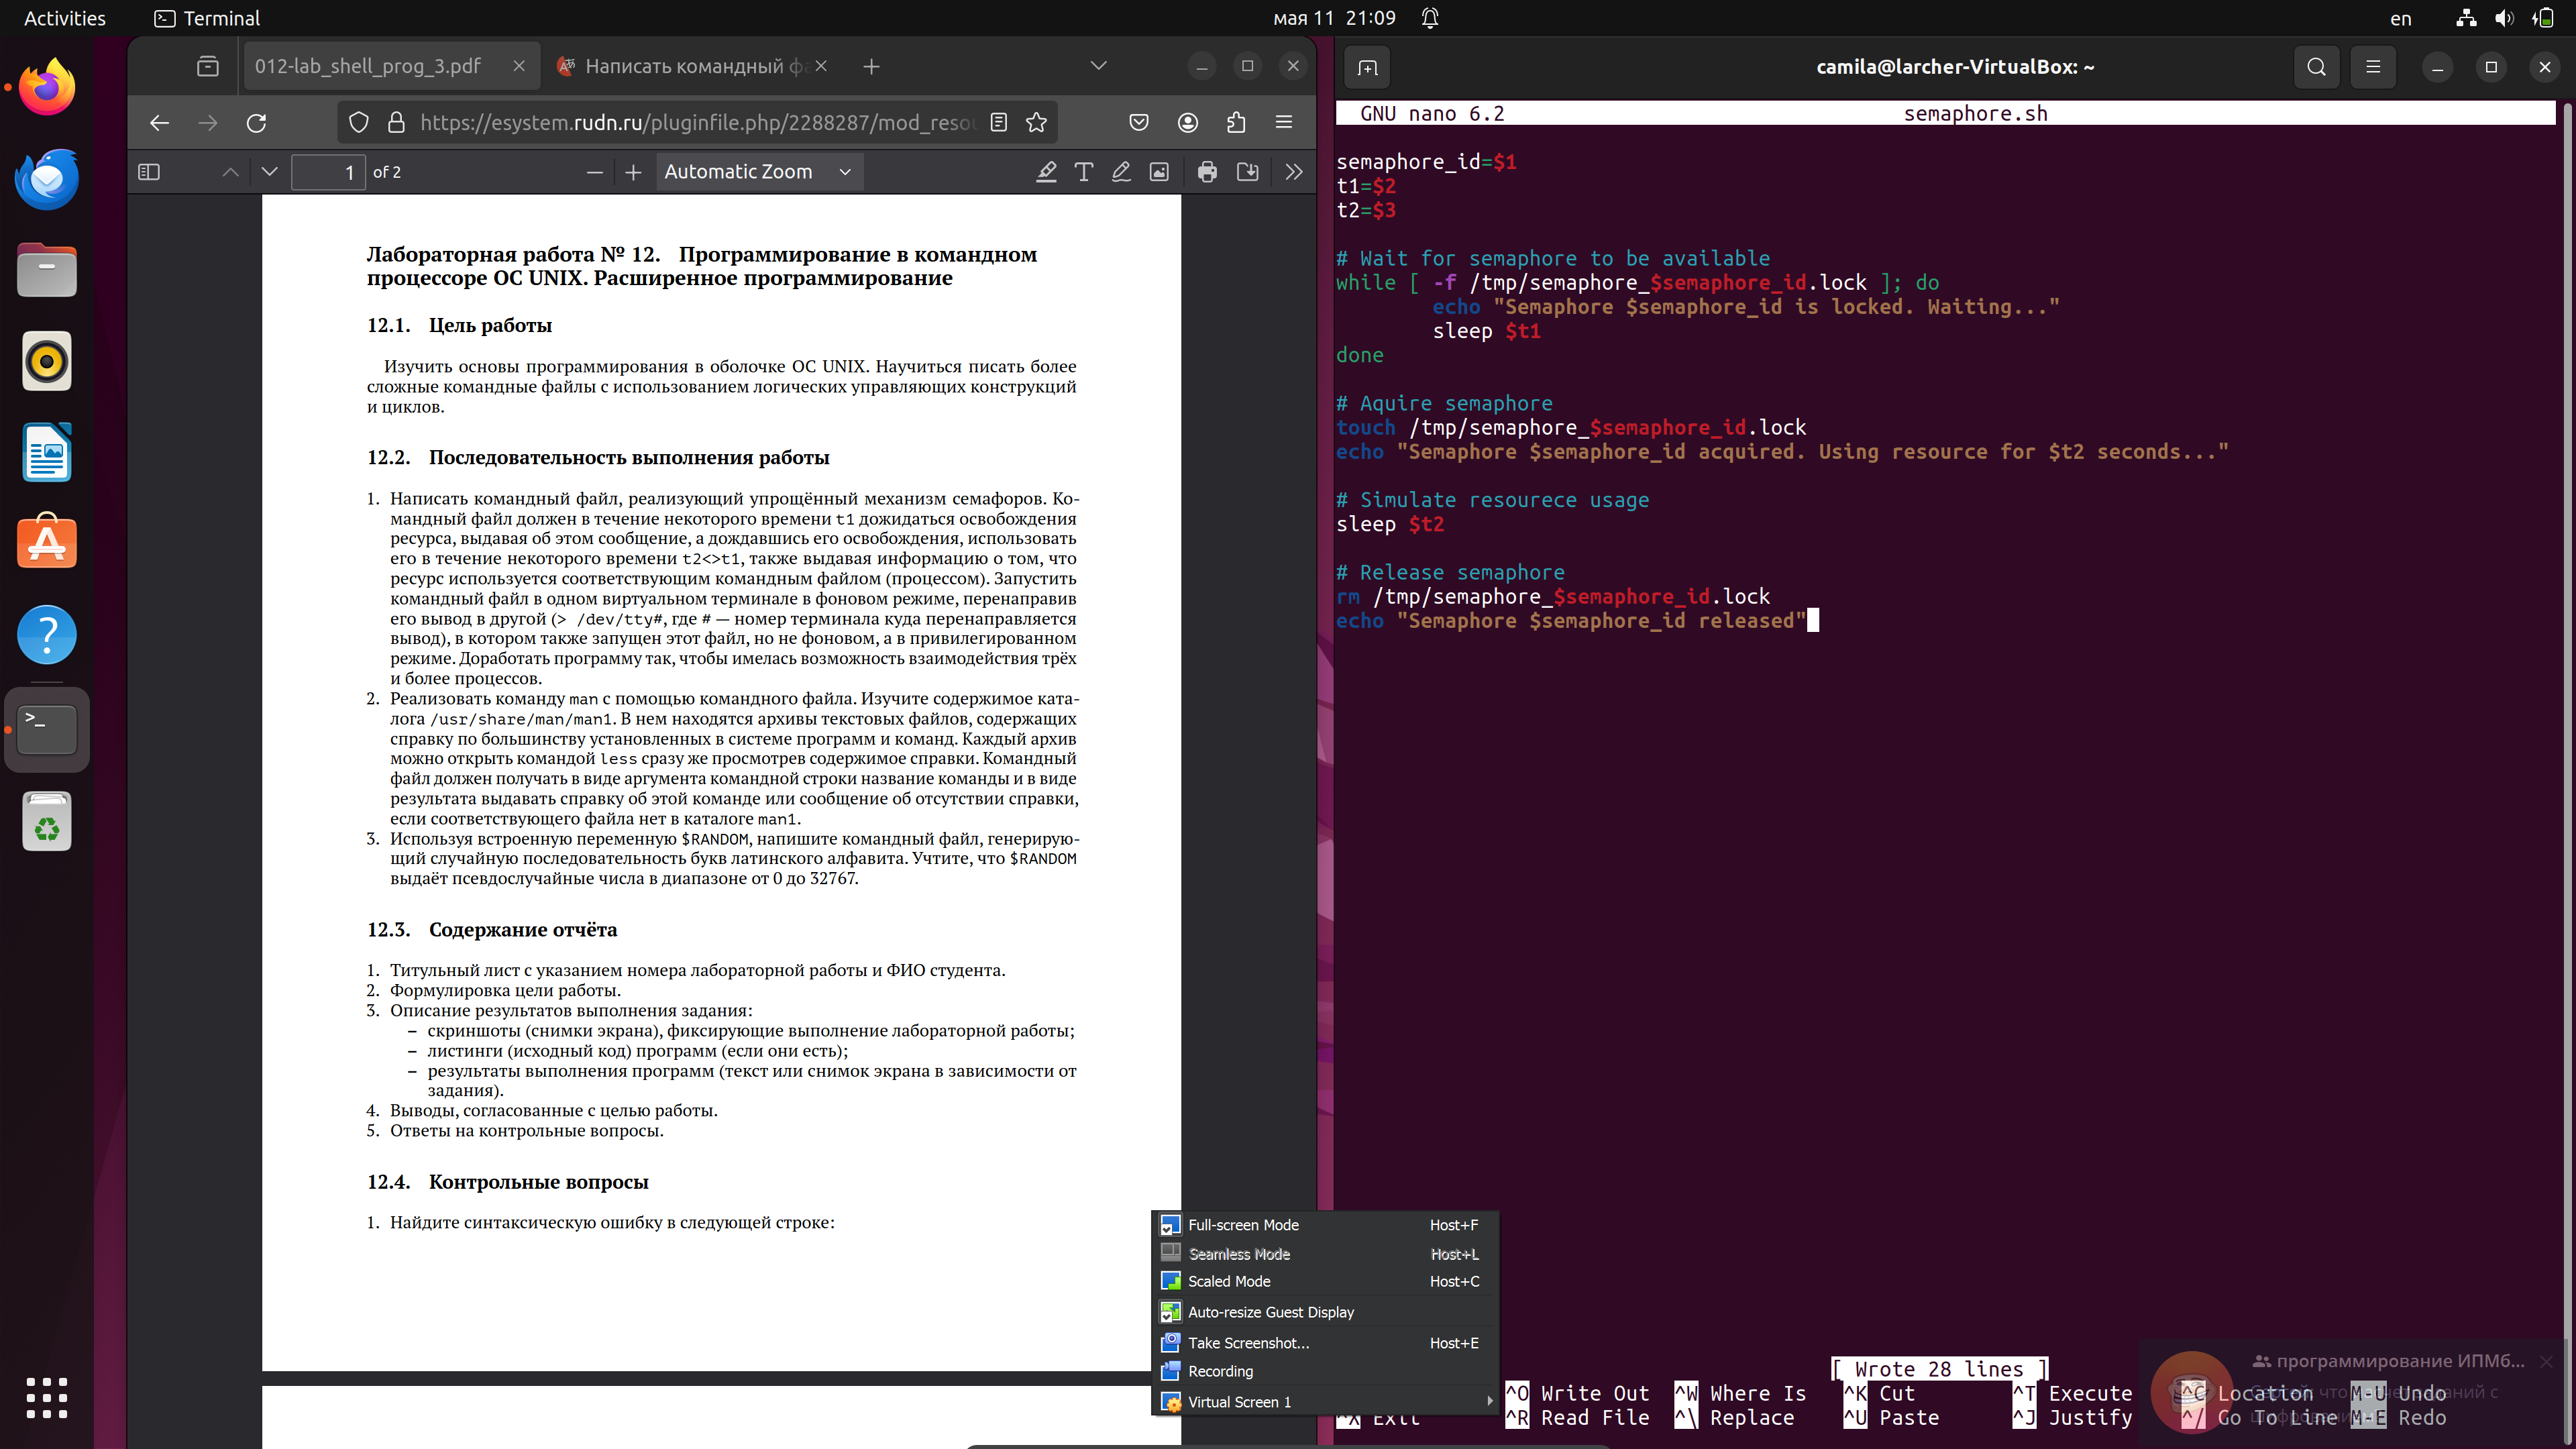 Activities
Terminal
мая 11 21:09
en
012-lab_shell_prog_3.pdf
Написать командный фа
https://esystem.rudn.ru/pluginfile.php/2288287/mod_resou
1 of 2
Automatic Zoom
Лабораторная работа № 12. Программирование в командном
процессоре ОС UNIX. Расширенное программирование
12.1. Цель работы
Изучить основы программирования в оболочке ОС UNIX. Научиться писать более
сложные командные файлы с использованием логических управляющих конструкций
и циклов.
12.2. Последовательность выполнения работы
1. Написать командный файл, реализующий упрощённый механизм семафоров. Ко-
мандный файл должен в течение некоторого времени t1 дожидаться освобождения
ресурса, выдавая об этом сообщение, а дождавшись его освобождения, использовать
его в течение некоторого времени t2<>t1, также выдавая информацию о том, что
ресурс используется соответствующим командным файлом (процессом). Запустить
командный файл в одном виртуальном терминале в фоновом режиме, перенаправив
его вывод в другой (> /dev/tty#, где # — номер терминала куда перенаправляется
вывод), в котором также запущен этот файл, но не фоновом, а в привилегированном
режиме. Доработать программу так, чтобы имелась возможность взаимодействия трёх
и более процессов.
2. Реализовать команду man с помощью командного файла. Изучите содержимое ката-
лога /usr/share/man/man1. В нем находятся архивы текстовых файлов, содержащих
справку по большинству установленных в системе программ и команд. Каждый архив
можно открыть командой less сразу же просмотрев содержимое справки. Командный
файл должен получать в виде аргумента командной строки название команды и в виде
результата выдавать справку об этой команде или сообщение об отсутствии справки,
если соответствующего файла нет в каталоге man1.
3. Используя встроенную переменную $RANDOM, напишите командный файл, генерирую-
щий случайную последовательность букв латинского алфавита. Учтите, что $RANDOM
выдаёт псевдослучайные числа в диапазоне от 0 до 32767.
12.3. Содержание отчёта
1. Титульный лист с указанием номера лабораторной работы и ФИО студента.
2. Формулировка цели работы.
3. Описание результатов выполнения задания:
– скриншоты (снимки экрана), фиксирующие выполнение лабораторной работы;
– листинги (исходный код) программ (если они есть);
– результаты выполнения программ (текст или снимок экрана в зависимости от
задания).
4. Выводы, согласованные с целью работы.
5. Ответы на контрольные вопросы.
12.4. Контрольные вопросы
1. Найдите синтаксическую ошибку в следующей строке:
Full-screen Mode Host+F
Seamless Mode Host+L
Scaled Mode Host+C
Auto-resize Guest Display
Take Screenshot... Host+E
Recording
Virtual Screen 1
camila@larcher-VirtualBox: ~
GNU nano 6.2 semaphore.sh
semaphore_id=$1
t1=$2
t2=$3
# Wait for semaphore to be available
while [ -f /tmp/semaphore_$semaphore_id.lock ]; do
echo "Semaphore $semaphore_id is locked. Waiting..."
sleep $t1
done
# Aquire semaphore
touch /tmp/semaphore_$semaphore_id.lock
echo "Semaphore $semaphore_id acquired. Using resource for $t2 seconds..."
# Simulate resourece usage
sleep $t2
# Release semaphore
rm /tmp/semaphore_$semaphore_id.lock
echo "Semaphore $semaphore_id released"
[ Wrote 28 lines ]
^O Write Out ^W Where Is ^K Cut ^T Execute ^C Location M-U Undo
^X Exit ^R Read File ^\ Replace ^U Paste ^J Justify ^/ Go To Line M-E Redo
программирование ИПМб...